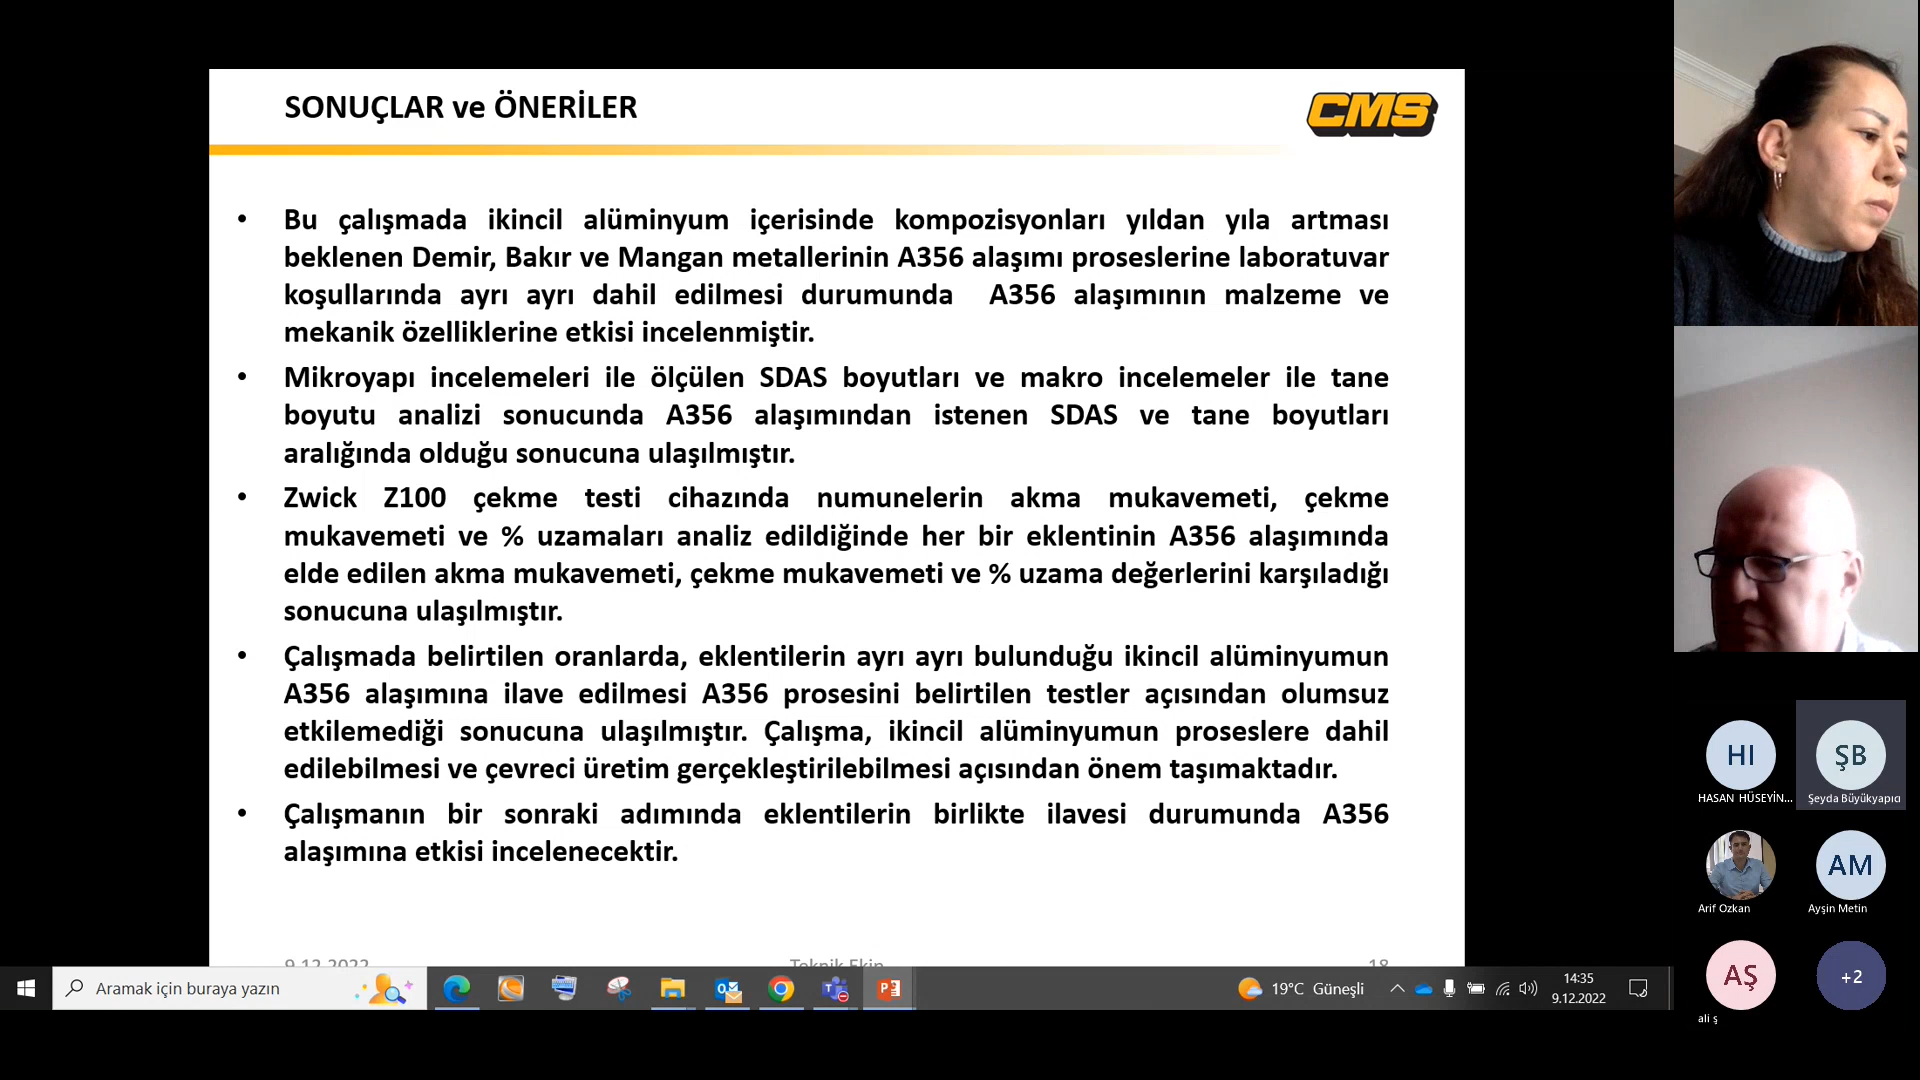 SONUÇLAR ve ÖNERİLER
CMS
• Bu çalışmada ikincil alüminyum içerisinde kompozisyonları yıldan yıla artması
beklenen Demir, Bakır ve Mangan metallerinin A356 alaşımı proseslerine laboratuvar
koşullarında ayrı ayrı dahil edilmesi durumunda A356 alaşımının malzeme ve
mekanik özelliklerine etkisi incelenmiştir.
• Mikroyapı incelemeleri ile ölçülen SDAS boyutları ve makro incelemeler ile tane
boyutu analizi sonucunda A356 alaşımından istenen SDAS ve tane boyutları
aralığında olduğu sonucuna ulaşılmıştır.
• Zwick Z100 çekme testi cihazında numunelerin akma mukavemeti, çekme
mukavemeti ve % uzamaları analiz edildiğinde her bir eklentinin A356 alaşımında
elde edilen akma mukavemeti, çekme mukavemeti ve % uzama değerlerini karşıladığı
sonucuna ulaşılmıştır.
• Çalışmada belirtilen oranlarda, eklentilerin ayrı ayrı bulunduğu ikincil alüminyumun
A356 alaşımına ilave edilmesi A356 prosesini belirtilen testler açısından olumsuz
etkilemediği sonucuna ulaşılmıştır. Çalışma, ikincil alüminyumun proseslere dahil
edilebilmesi ve çevreci üretim gerçekleştirilebilmesi açısından önem taşımaktadır.
• Çalışmanın bir sonraki adımında eklentilerin birlikte ilavesi durumunda A356
alaşımına etkisi incelenecektir.
9.12.2022 Teknik Ekip 18
Aramak için buraya yazın
19°C Güneşli
14:35
9.12.2022
HI
HASAN HÜSEYİN...
ŞB
Şeyda Büyükyapıcı
Arif Ozkan
AM
Ayşin Metin
AŞ
ali ş
+2